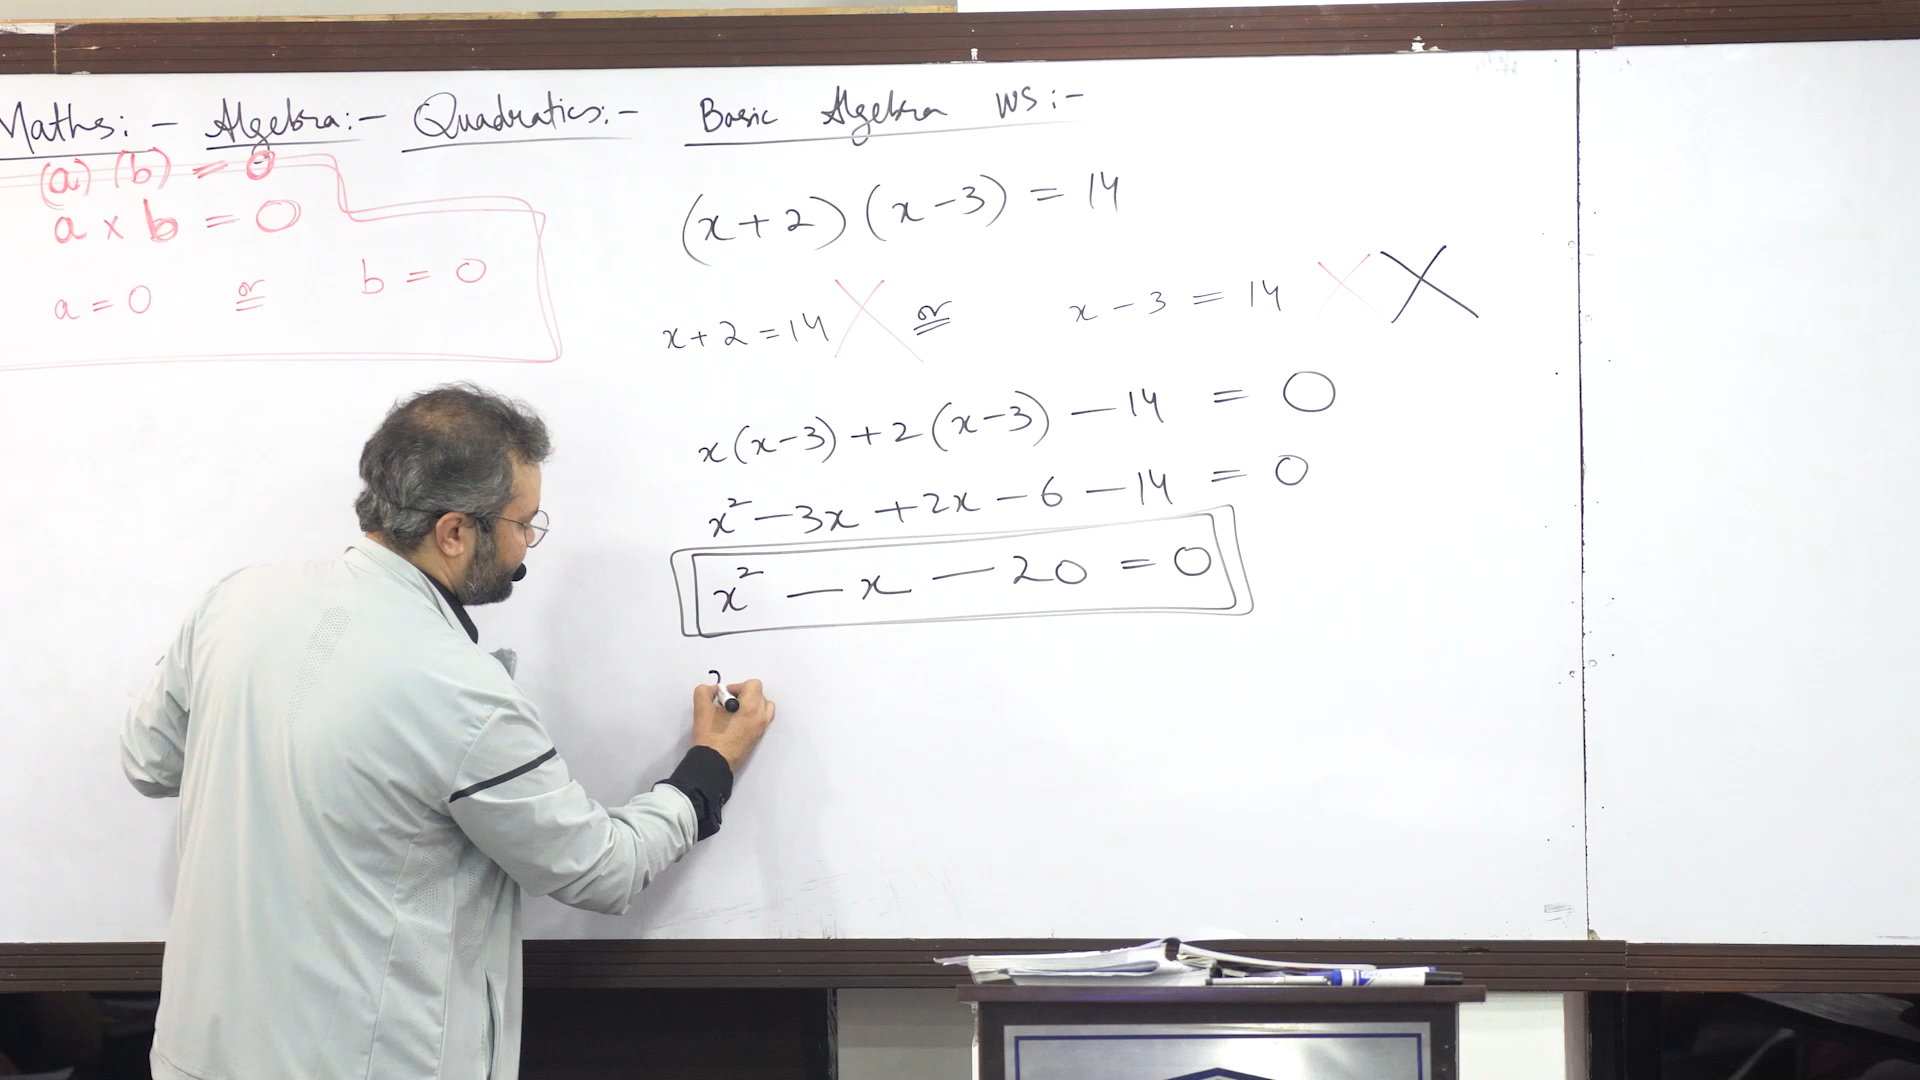 Maths:- Algebra:- Quadratics:- Basic Algebra WS:-
(a) (b) = 0
a x b = 0
a = 0 or b = 0
(x+2) (x-3) = 14
x+2 = 14 or x-3 = 14
x(x-3) + 2(x-3) - 14 = 0
x² - 3x + 2x - 6 - 14 = 0
x² - x - 20 = 0